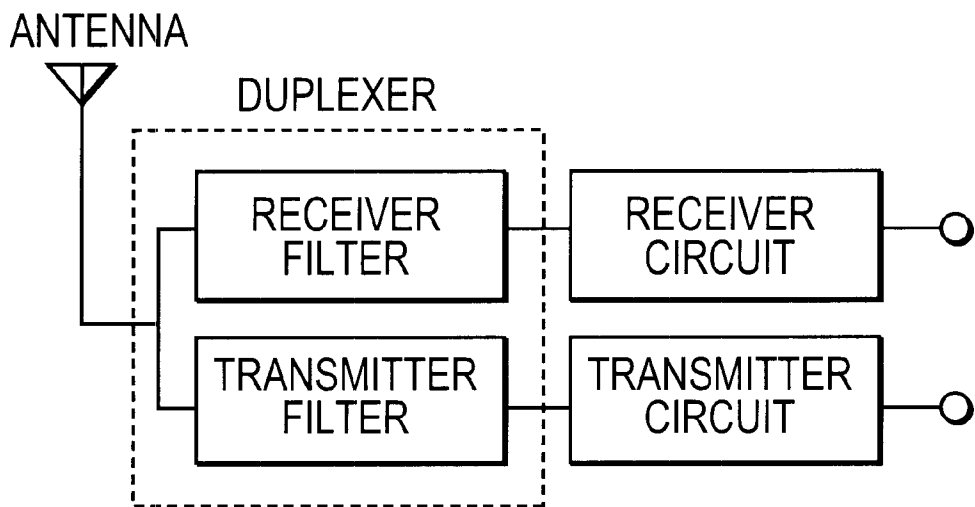 ANTENNA
DUPLEXER
RECEIVER
FILTER
RECEIVER
CIRCUIT
TRANSMITTER
FILTER
TRANSMITTER
CIRCUIT